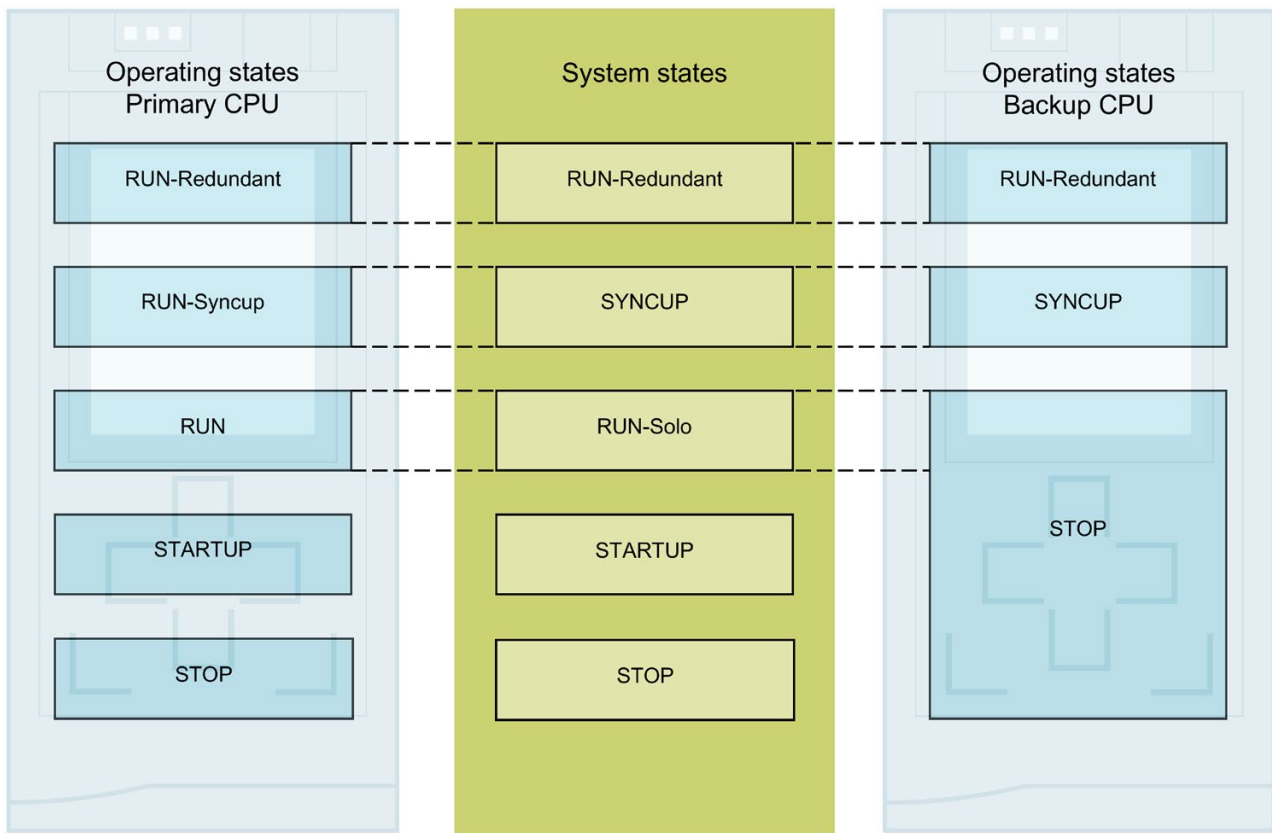 Operating states
Primary CPU
System states
Operating states
Backup CPU
RUN-Redundant
RUN-Redundant
RUN-Redundant
RUN-Syncup
SYNCUP
SYNCUP
RUN
RUN-Solo
STARTUP
STARTUP
STOP
STOP
STOP